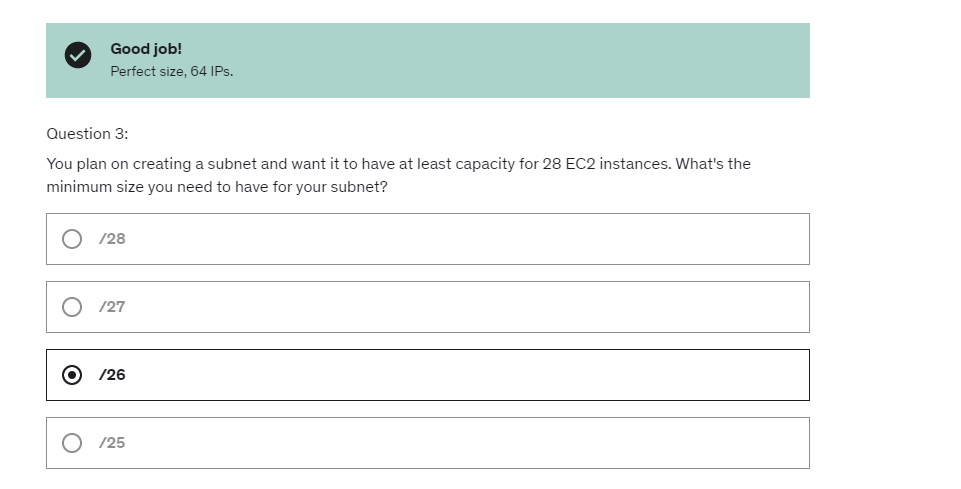 Good job!
Perfect size, 64 IPs.
Question 3:
You plan on creating a subnet and want it to have at least capacity for 28 EC2 instances. What's the
minimum size you need to have for your subnet?
/28
/27
/26
/25